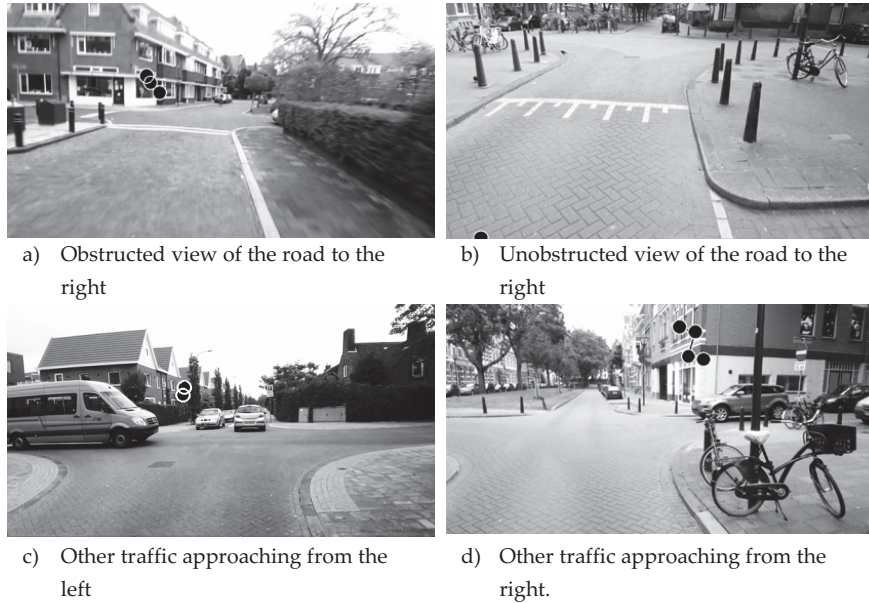 a) Obstructed view of the road to the
right
b) Unobstructed view of the road to the
right
c) Other traffic approaching from the
left
d) Other traffic approaching from the
right.